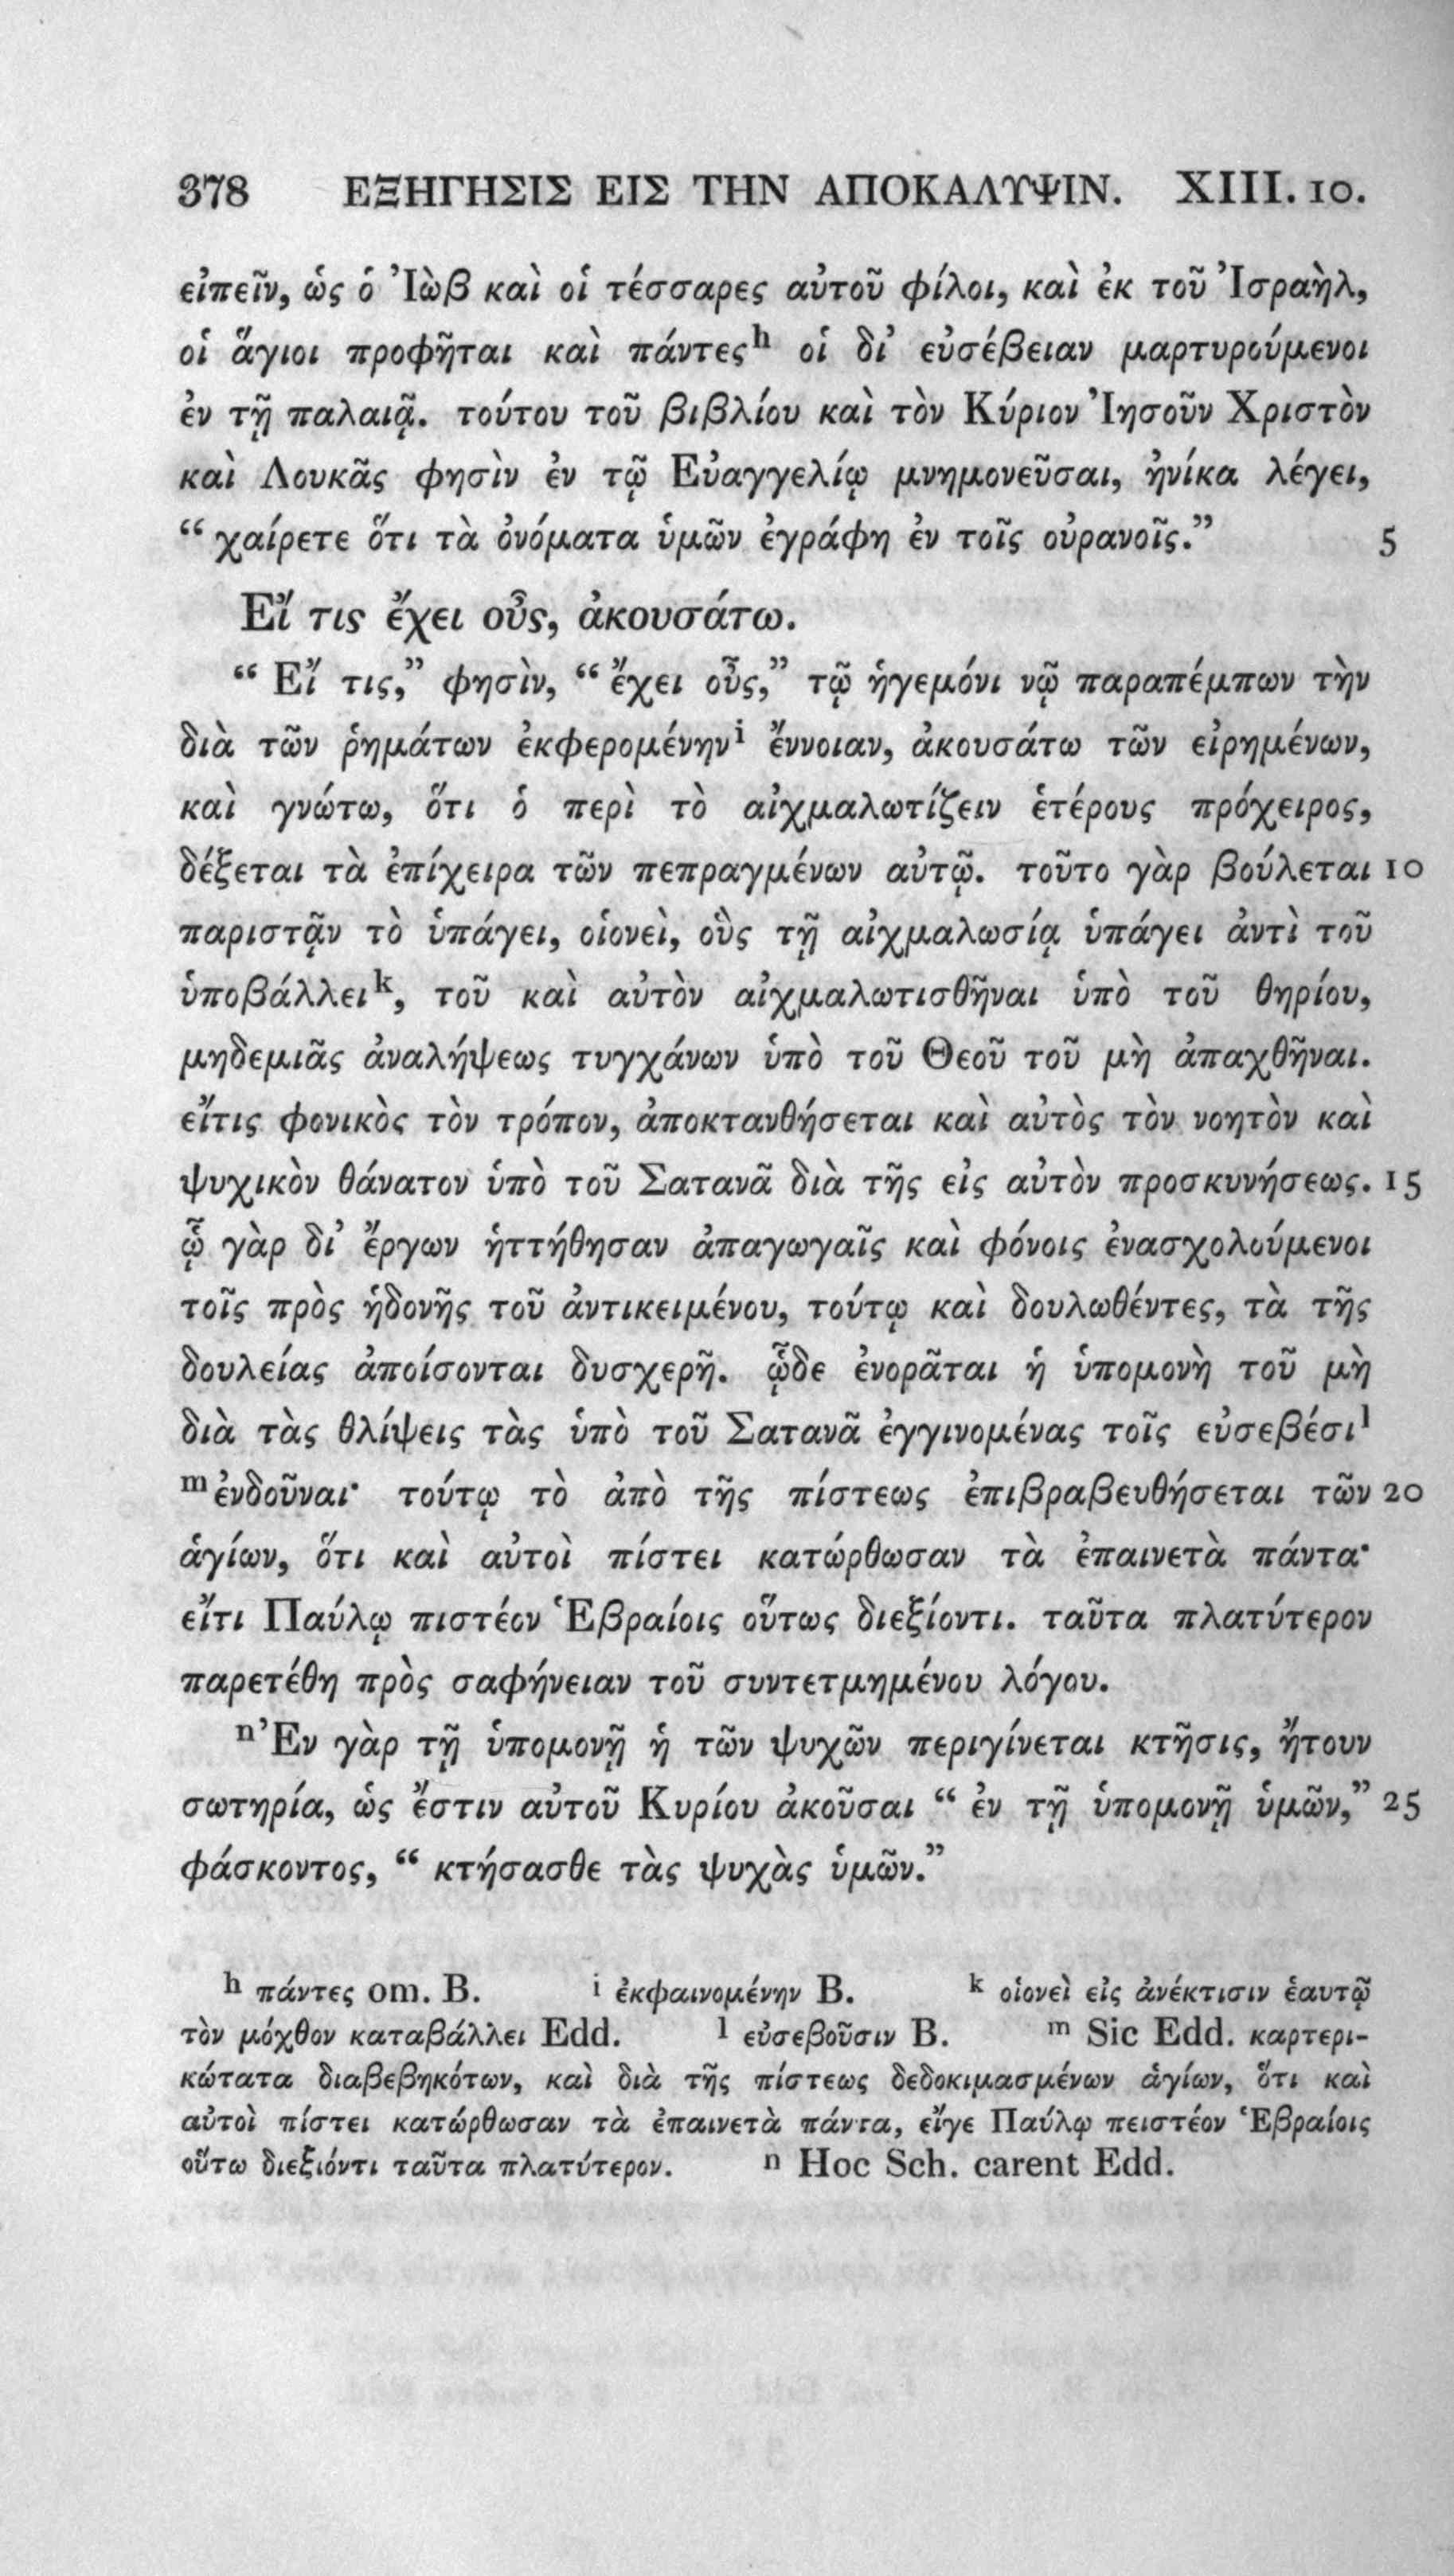 378 ΕΞΗΓΗΣΙΣ ΕΙΣ ΤΗΝ ΑΠΟΚΑΛΥΨΙΝ. XIII. 10.
εἰπεῖν, ὡς ὁ Ἰὼβ καὶ οἱ τέσσαρες αὐτοῦ φίλοι, καὶ ἐκ τοῦ Ἰσραὴλ,
οἱ ἅγιοι προφῆται καὶ πάντες h οἱ δι’ εὐσέβειαν μαρτυρούμενοι
ἐν τῇ παλαιᾷ. τούτου τοῦ βιβλίου καὶ τὸν Κύριον Ἰησοῦν Χριστὸν
καὶ Λουκᾶς φησὶν ἐν τῷ Εὐαγγελίῳ μνημονεῦσαι, ἡνίκα λέγει,
“ χαίρετε ὅτι τὰ ὀνόματα ὑμῶν ἐγράφη ἐν τοῖς οὐρανοῖς.” 5
Εἴ τις ἔχει οὖς, ἀκουσάτω.
“ Εἴ τις,” φησὶν, “ ἔχει οὖς,” τῷ ἡγεμόνι νῷ παραπέμπων τὴν
διὰ τῶν ῥημάτων ἐκφερομένην i ἔννοιαν, ἀκουσάτω τῶν εἰρημένων,
καὶ γνώτω, ὅτι ὁ περὶ τὸ αἰχμαλωτίζειν ἑτέρους πρόχειρος,
δέξεται τὰ ἐπίχειρα τῶν πεπραγμένων αὐτῷ. τοῦτο γὰρ βούλεται 10
παριστᾷν τὸ ὑπάγει, οἱονεὶ, οὓς τῇ αἰχμαλωσίᾳ ὑπάγει ἀντὶ τοῦ
ὑποβάλλει k, τοῦ καὶ αὐτὸν αἰχμαλωτισθῆναι ὑπὸ τοῦ θηρίου,
μηδεμιᾶς ἀναλήψεως τυγχάνων ὑπὸ τοῦ Θεοῦ τοῦ μὴ ἀπαχθῆναι.
εἴτις φονικὸς τὸν τρόπον, ἀποκτανθήσεται καὶ αὐτὸς τὸν νοητὸν καὶ
ψυχικὸν θάνατον ὑπὸ τοῦ Σατανᾶ διὰ τῆς εἰς αὐτὸν προσκυνήσεως. 15
ᾧ γὰρ δι’ ἔργων ἡττήθησαν ἀπαγωγαῖς καὶ φόνοις ἐνασχολούμενοι
τοῖς πρὸς ἡδονῆς τοῦ ἀντικειμένου, τούτῳ καὶ δουλωθέντες, τὰ τῆς
δουλείας ἀποίσονται δυσχερῆ. ᾧδε ἐνορᾶται ἡ ὑπομονὴ τοῦ μὴ
διὰ τὰς θλίψεις τὰς ὑπὸ τοῦ Σατανᾶ ἐγγινομένας τοῖς εὐσεβέσι l
m ἐνδοῦναι· τούτῳ τὸ ἀπὸ τῆς πίστεως ἐπιβραβευθήσεται τῶν 20
ἁγίων, ὅτι καὶ αὐτοὶ πίστει κατώρθωσαν τὰ ἐπαινετὰ πάντα·
εἴτι Παύλῳ πιστέον Ἑβραίοις οὕτως διεξίοντι. ταῦτα πλατύτερον
παρετέθη πρὸς σαφήνειαν τοῦ συντετμημένου λόγου.
n Ἐν γὰρ τῇ ὑπομονῇ ἡ τῶν ψυχῶν περιγίνεται κτῆσις, ἤτουν
σωτηρία, ὡς ἔστιν αὐτοῦ Κυρίου ἀκοῦσαι “ ἐν τῇ ὑπομονῇ ὑμῶν,” 25
φάσκοντος, “ κτήσασθε τὰς ψυχὰς ὑμῶν.”
h πάντες om. B. i ἐκφαινομένην B. k οἱονεὶ εἰς ἀνέκτισιν ἑαυτῷ
τὸν μόχθον καταβάλλει Edd. l εὐσεβοῦσιν B. m Sic Edd. καρτερι-
κώτατα διαβεβηκότων, καὶ διὰ τῆς πίστεως δεδοκιμασμένων ἁγίων, ὅτι καὶ
αὐτοὶ πίστει κατώρθωσαν τὰ ἐπαινετὰ πάντα, εἴγε Παύλῳ πειστέον Ἑβραίοις
οὕτω διεξιόντι ταῦτα πλατύτερον. n Hoc Sch. carent Edd.